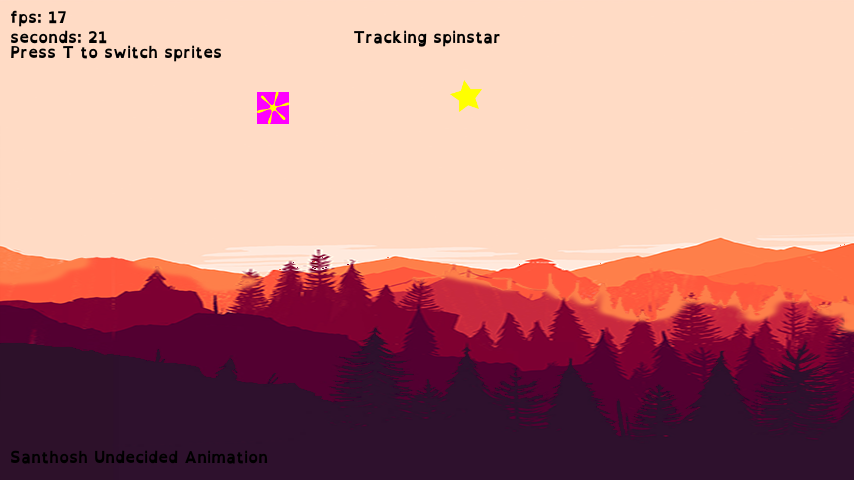 fps: 17
seconds: 21
Press T to switch sprites
Tracking spinstar
Santhosh Undecided Animation